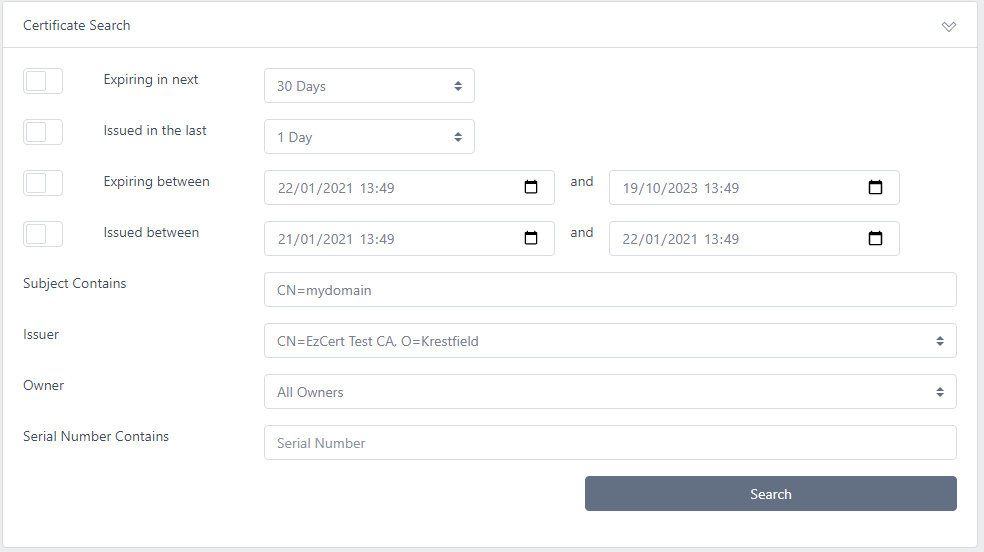 Certificate Search
Expiring in next 30 Days
Issued in the last 1 Day
Expiring between 22/01/2021 13:49 and 19/10/2023 13:49
Issued between 21/01/2021 13:49 and 22/01/2021 13:49
Subject Contains CN=mydomain
Issuer CN=EzCert Test CA, O=Krestfield
Owner All Owners
Serial Number Contains Serial Number
Search